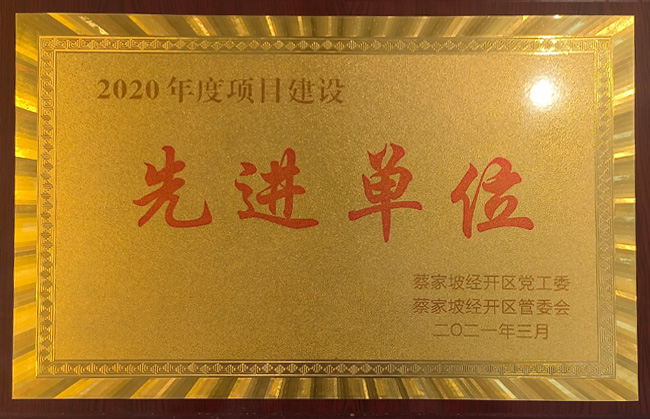 2020年度项目建设
先进单位
蔡家坡经开区党工委
蔡家坡经开区管委会
二〇二一年三月